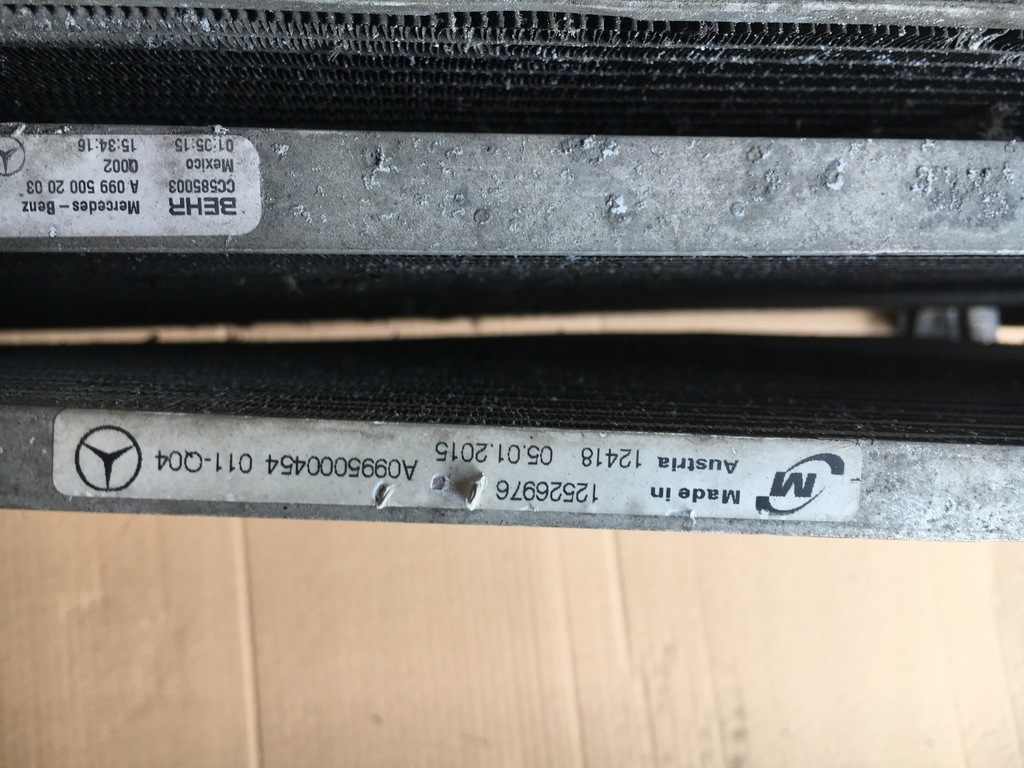 BEHR Mercedes-Benz
CC585003 A 099 500 20 03
Mexico Q002
01:05:15 15:34:16
M Made in 12526976
Austria 12418 05.01.2015 A0995000454 011-Q04